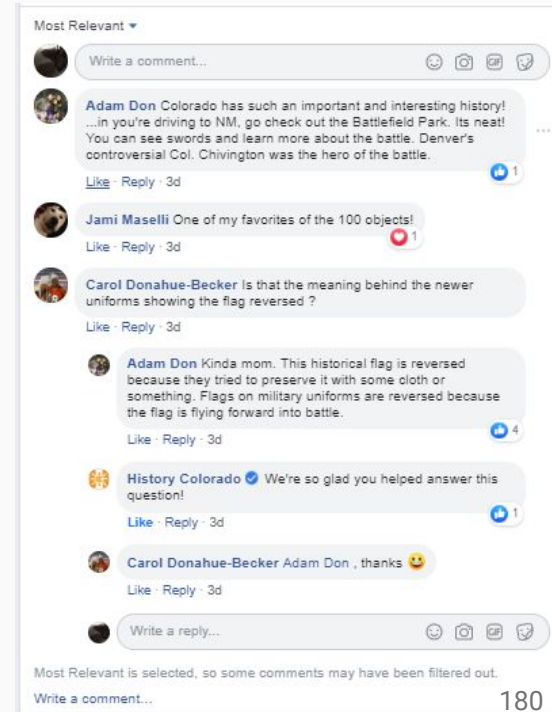 Most Relevant
Write a comment...
GIF
Adam Don Colorado has such an important and interesting history!
...in you're driving to NM, go check out the Battlefield Park. Its neat!
You can see swords and learn more about the battle. Denver's
controversial Col. Chivington was the hero of the battle.
1
Like · Reply · 3d
Jami Maselli One of my favorites of the 100 objects!
1
Like · Reply · 3d
Carol Donahue-Becker Is that the meaning behind the newer
uniforms showing the flag reversed ?
Like · Reply · 3d
Adam Don Kinda mom. This historical flag is reversed
because they tried to preserve it with some cloth or
something. Flags on military uniforms are reversed because
the flag is flying forward into battle.
4
Like · Reply · 3d
History Colorado We're so glad you helped answer this
question!
1
Like · Reply · 3d
Carol Donahue-Becker Adam Don , thanks 😀
Like · Reply · 3d
Write a reply...
GIF
Most Relevant is selected, so some comments may have been filtered out.
Write a comment...
180